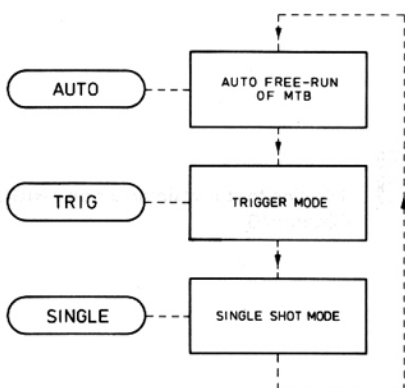 AUTO
AUTO FREE-RUN
OF MTB
TRIG
TRIGGER MODE
SINGLE
SINGLE SHOT MODE